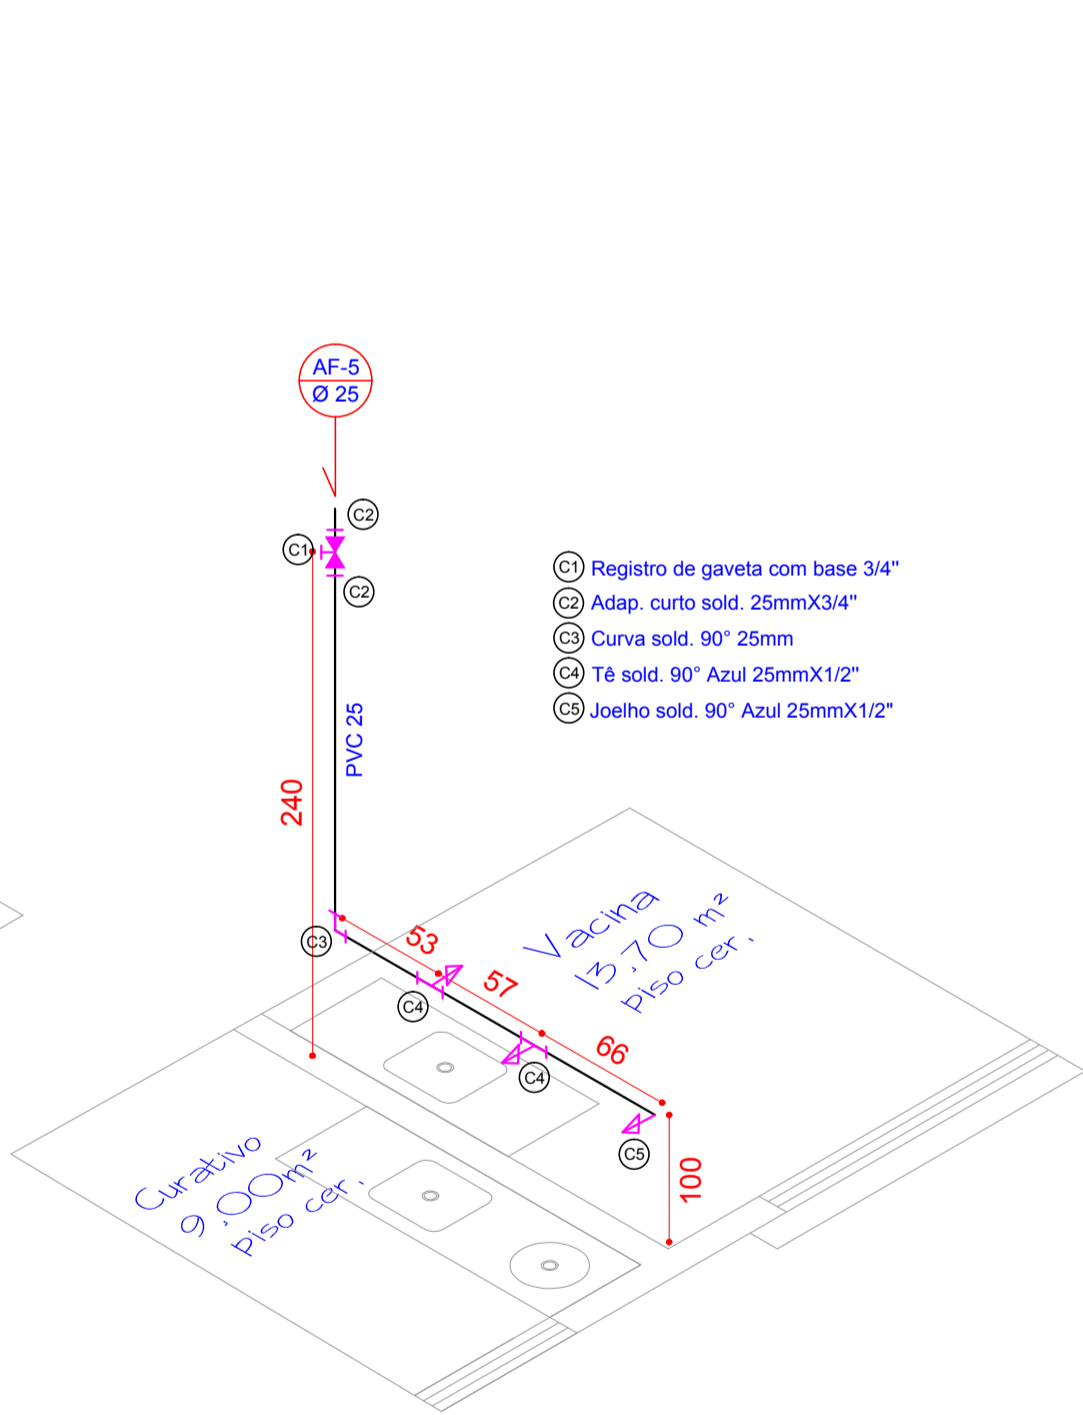 AF-5
Ø 25
C2
C1
C2
C1 Registro de gaveta com base 3/4"
C2 Adap. curto sold. 25mmX3/4"
C3 Curva sold. 90° 25mm
C4 Tê sold. 90° Azul 25mmX1/2"
C5 Joelho sold. 90° Azul 25mmX1/2"
PVC 25
240
C3
53
C4
57
C4
66
C5
100
Vacina
13,70 m²
piso cer.
Curativo
9,00m²
piso cer.